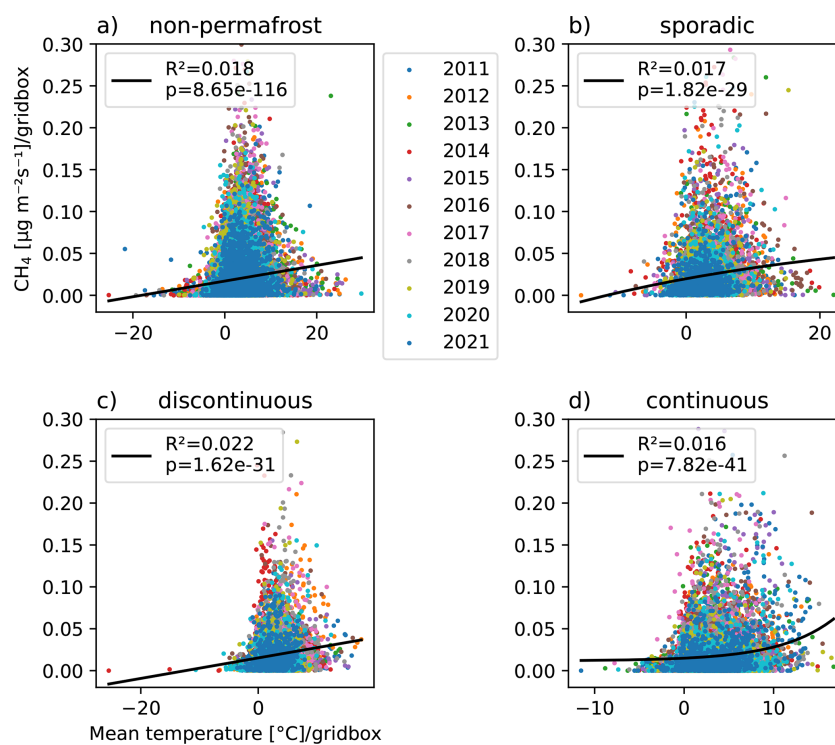 a) non-permafrost
0.30
0.25
0.20
0.15
0.10
0.05
0.00
CH₄ [µg m⁻²s⁻¹]/gridbox
R²=0.018
p=8.65e-116
−20 0 20
2011
2012
2013
2014
2015
2016
2017
2018
2019
2020
2021
b) sporadic
0.30
0.25
0.20
0.15
0.10
0.05
0.00
R²=0.017
p=1.82e-29
0 20
c) discontinuous
0.30
0.25
0.20
0.15
0.10
0.05
0.00
R²=0.022
p=1.62e-31
−20 0
Mean temperature [°C]/gridbox
d) continuous
0.30
0.25
0.20
0.15
0.10
0.05
0.00
R²=0.016
p=7.82e-41
−10 0 10